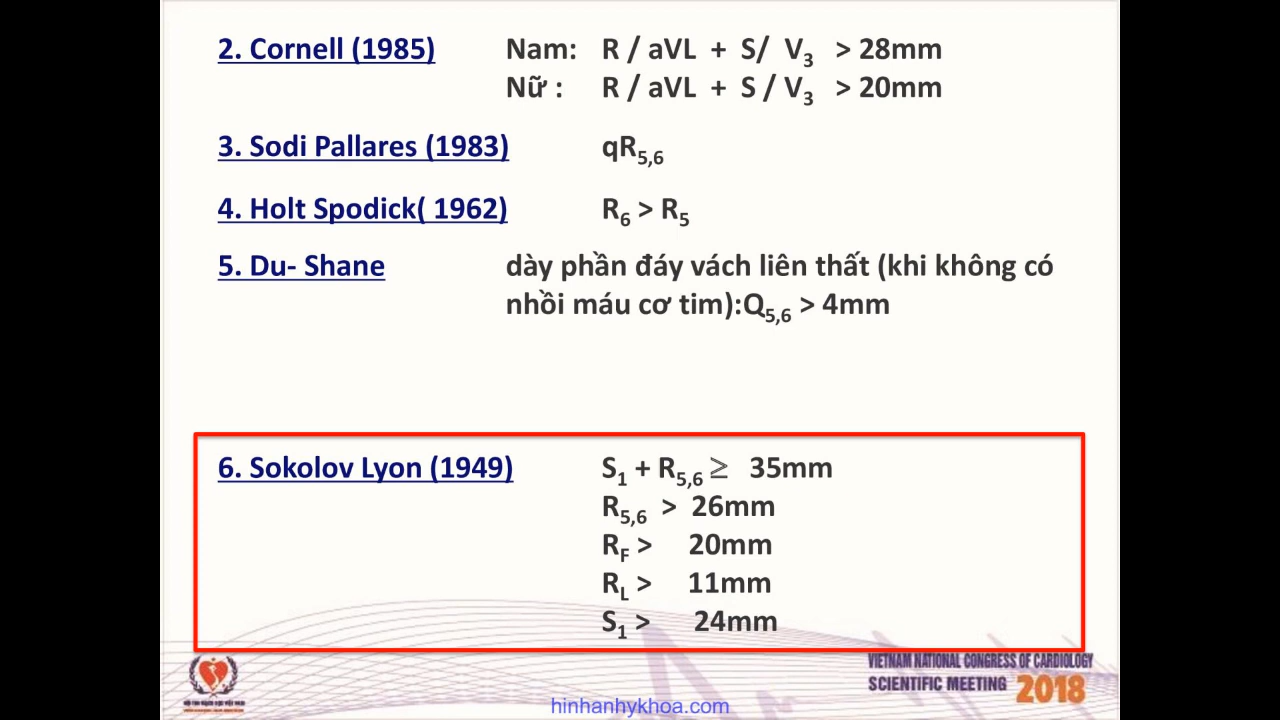 2. Cornell (1985) Nam: R / aVL + S/ V3 > 28mm
Nữ : R / aVL + S / V3 > 20mm
3. Sodi Pallares (1983) qR5,6
4. Holt Spodick( 1962) R6 > R5
5. Du- Shane dày phần đáy vách liên thất (khi không có
nhồi máu cơ tim):Q5,6 > 4mm
6. Sokolov Lyon (1949) S1 + R5,6 ≥ 35mm
R5,6 > 26mm
RF > 20mm
RL > 11mm
S1 > 24mm
VIETNAM NATIONAL CONGRESS OF CARDIOLOGY
SCIENTIFIC MEETING 2018
hinhanhykhoa.com